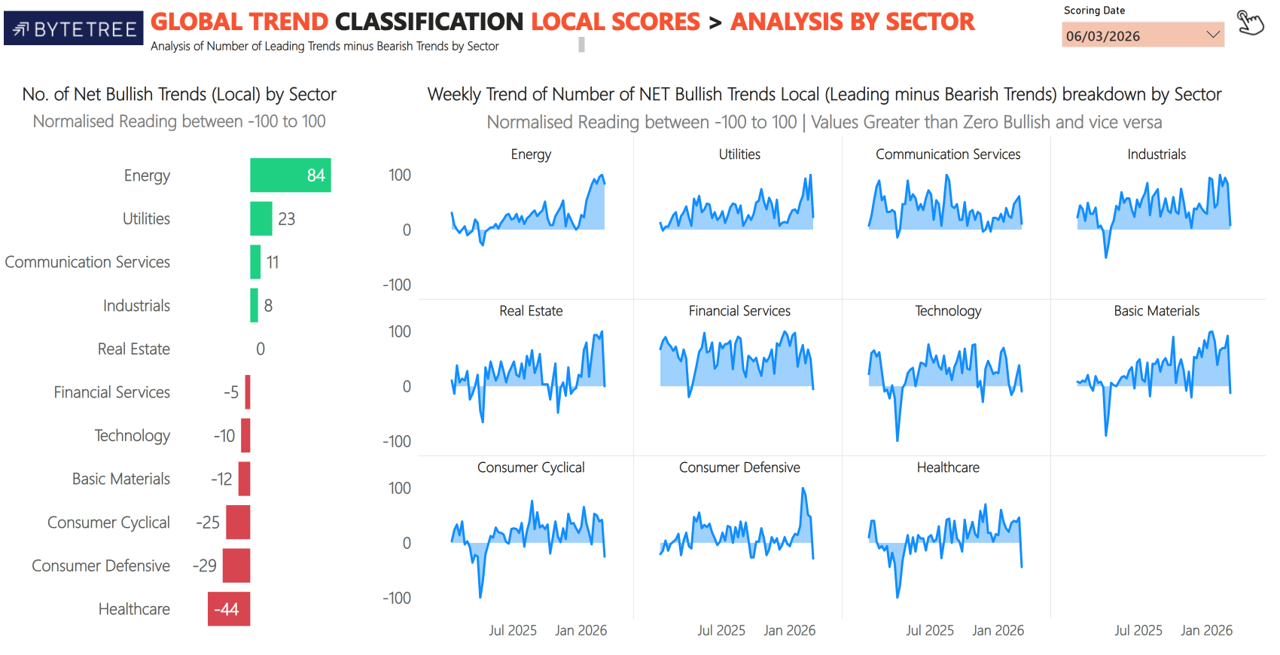 BYTETREE
GLOBAL TREND CLASSIFICATION LOCAL SCORES > ANALYSIS BY SECTOR
Analysis of Number of Leading Trends minus Bearish Trends by Sector
Scoring Date
06/03/2026
No. of Net Bullish Trends (Local) by Sector
Normalised Reading between -100 to 100
Energy 84
Utilities 23
Communication Services 11
Industrials 8
Real Estate 0
Financial Services -5
Technology -10
Basic Materials -12
Consumer Cyclical -25
Consumer Defensive -29
Healthcare -44
Weekly Trend of Number of NET Bullish Trends Local (Leading minus Bearish Trends) breakdown by Sector
Normalised Reading between -100 to 100 | Values Greater than Zero Bullish and vice versa
Energy Utilities Communication Services Industrials
100
0
-100
Real Estate Financial Services Technology Basic Materials
100
0
-100
Consumer Cyclical Consumer Defensive Healthcare
100
0
-100
Jul 2025 Jan 2026 Jul 2025 Jan 2026 Jul 2025 Jan 2026 Jul 2025 Jan 2026